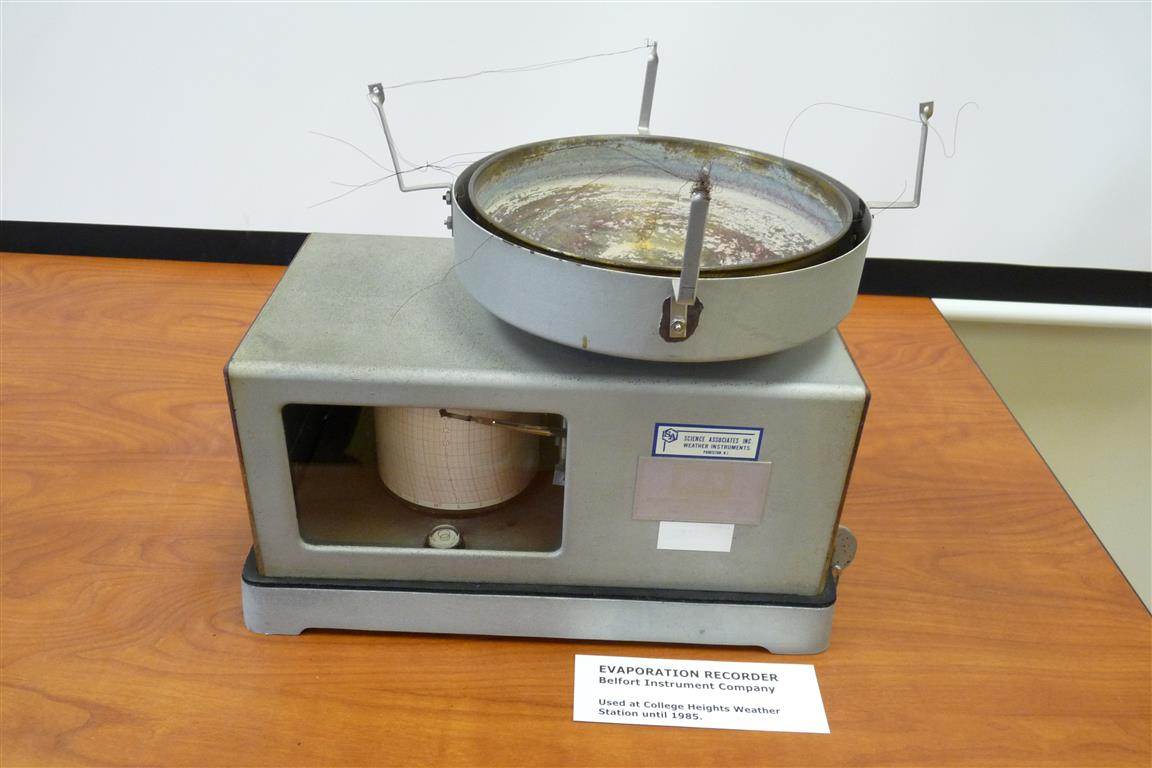 SCIENCE ASSOCIATES INC.
WEATHER INSTRUMENTS
PRINCETON N.J.
EVAPORATION RECORDER
Belfort Instrument Company
Used at College Heights Weather
Station until 1985.